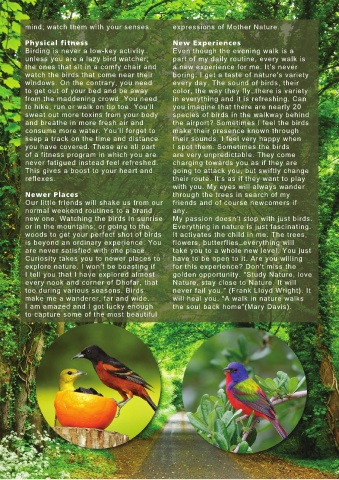 mind; watch them with your senses.
Physical fitness
Birding is never a low-key activity
unless you are a lazy bird watcher;
the ones that sit in a comfy chair and
watch the birds that come near their
windows. On the contrary, you need
to get out of your bed and be away
from the maddening crowd. You need
to hike, run or walk on tip toe. You'll
sweat out more toxins from your body
and breathe in more fresh air and
consume more water. You'll forget to
keep a track on the time and distance
you have covered. These are all part
of a fitness program in which you are
never fatigued instead feel refreshed.
This gives a boost to your heart and
reflexes.
Newer Places
Our little friends will shake us from our
normal weekend routines to a brand
new one. Watching the birds in sunrise
or in the mountains, or going to the
woods to get your perfect shot of birds
is beyond an ordinary experience. You
are never satisfied with one place.
Curiosity takes you to newer places to
explore nature. I won't be boasting if
I tell you that I have explored almost
every nook and corner of Dhofar, that
too during various seasons. Birds
make me a wanderer, far and wide.
I am amazed and I got lucky enough
to capture some of the most beautiful
expressions of Mother Nature.
New Experiences
Even though the evening walk is a
part of my daily routine, every walk is
a new experience for me. It's never
boring. I get a taste of nature's variety
every day. The sound of birds, their
color, the way they fly..there is variety
in everything and it is refreshing. Can
you imagine that there are nearly 20
species of birds in the walkway behind
the airport? Sometimes I feel the birds
make their presence known through
their sounds. I feel very happy when
I spot them. Sometimes the birds
are very unpredictable. They come
charging towards you as if they are
going to attack you, but swiftly change
their route. It's as if they want to play
with you. My eyes will always wander
through the trees in search of my
friends and of course newcomers if
any.
My passion doesn't stop with just birds.
Everything in nature is just fascinating.
It activates the child in me. The trees,
flowers, butterflies..everything will
take you to a whole new level. You just
have to be open to it. Are you willing
for this experience? Don't miss the
golden opportunity. "Study Nature, love
Nature, stay close to Nature. It will
never fail you." (Frank Lloyd Wright). It
will heal you. "A walk in nature walks
the soul back home"(Mary Davis).